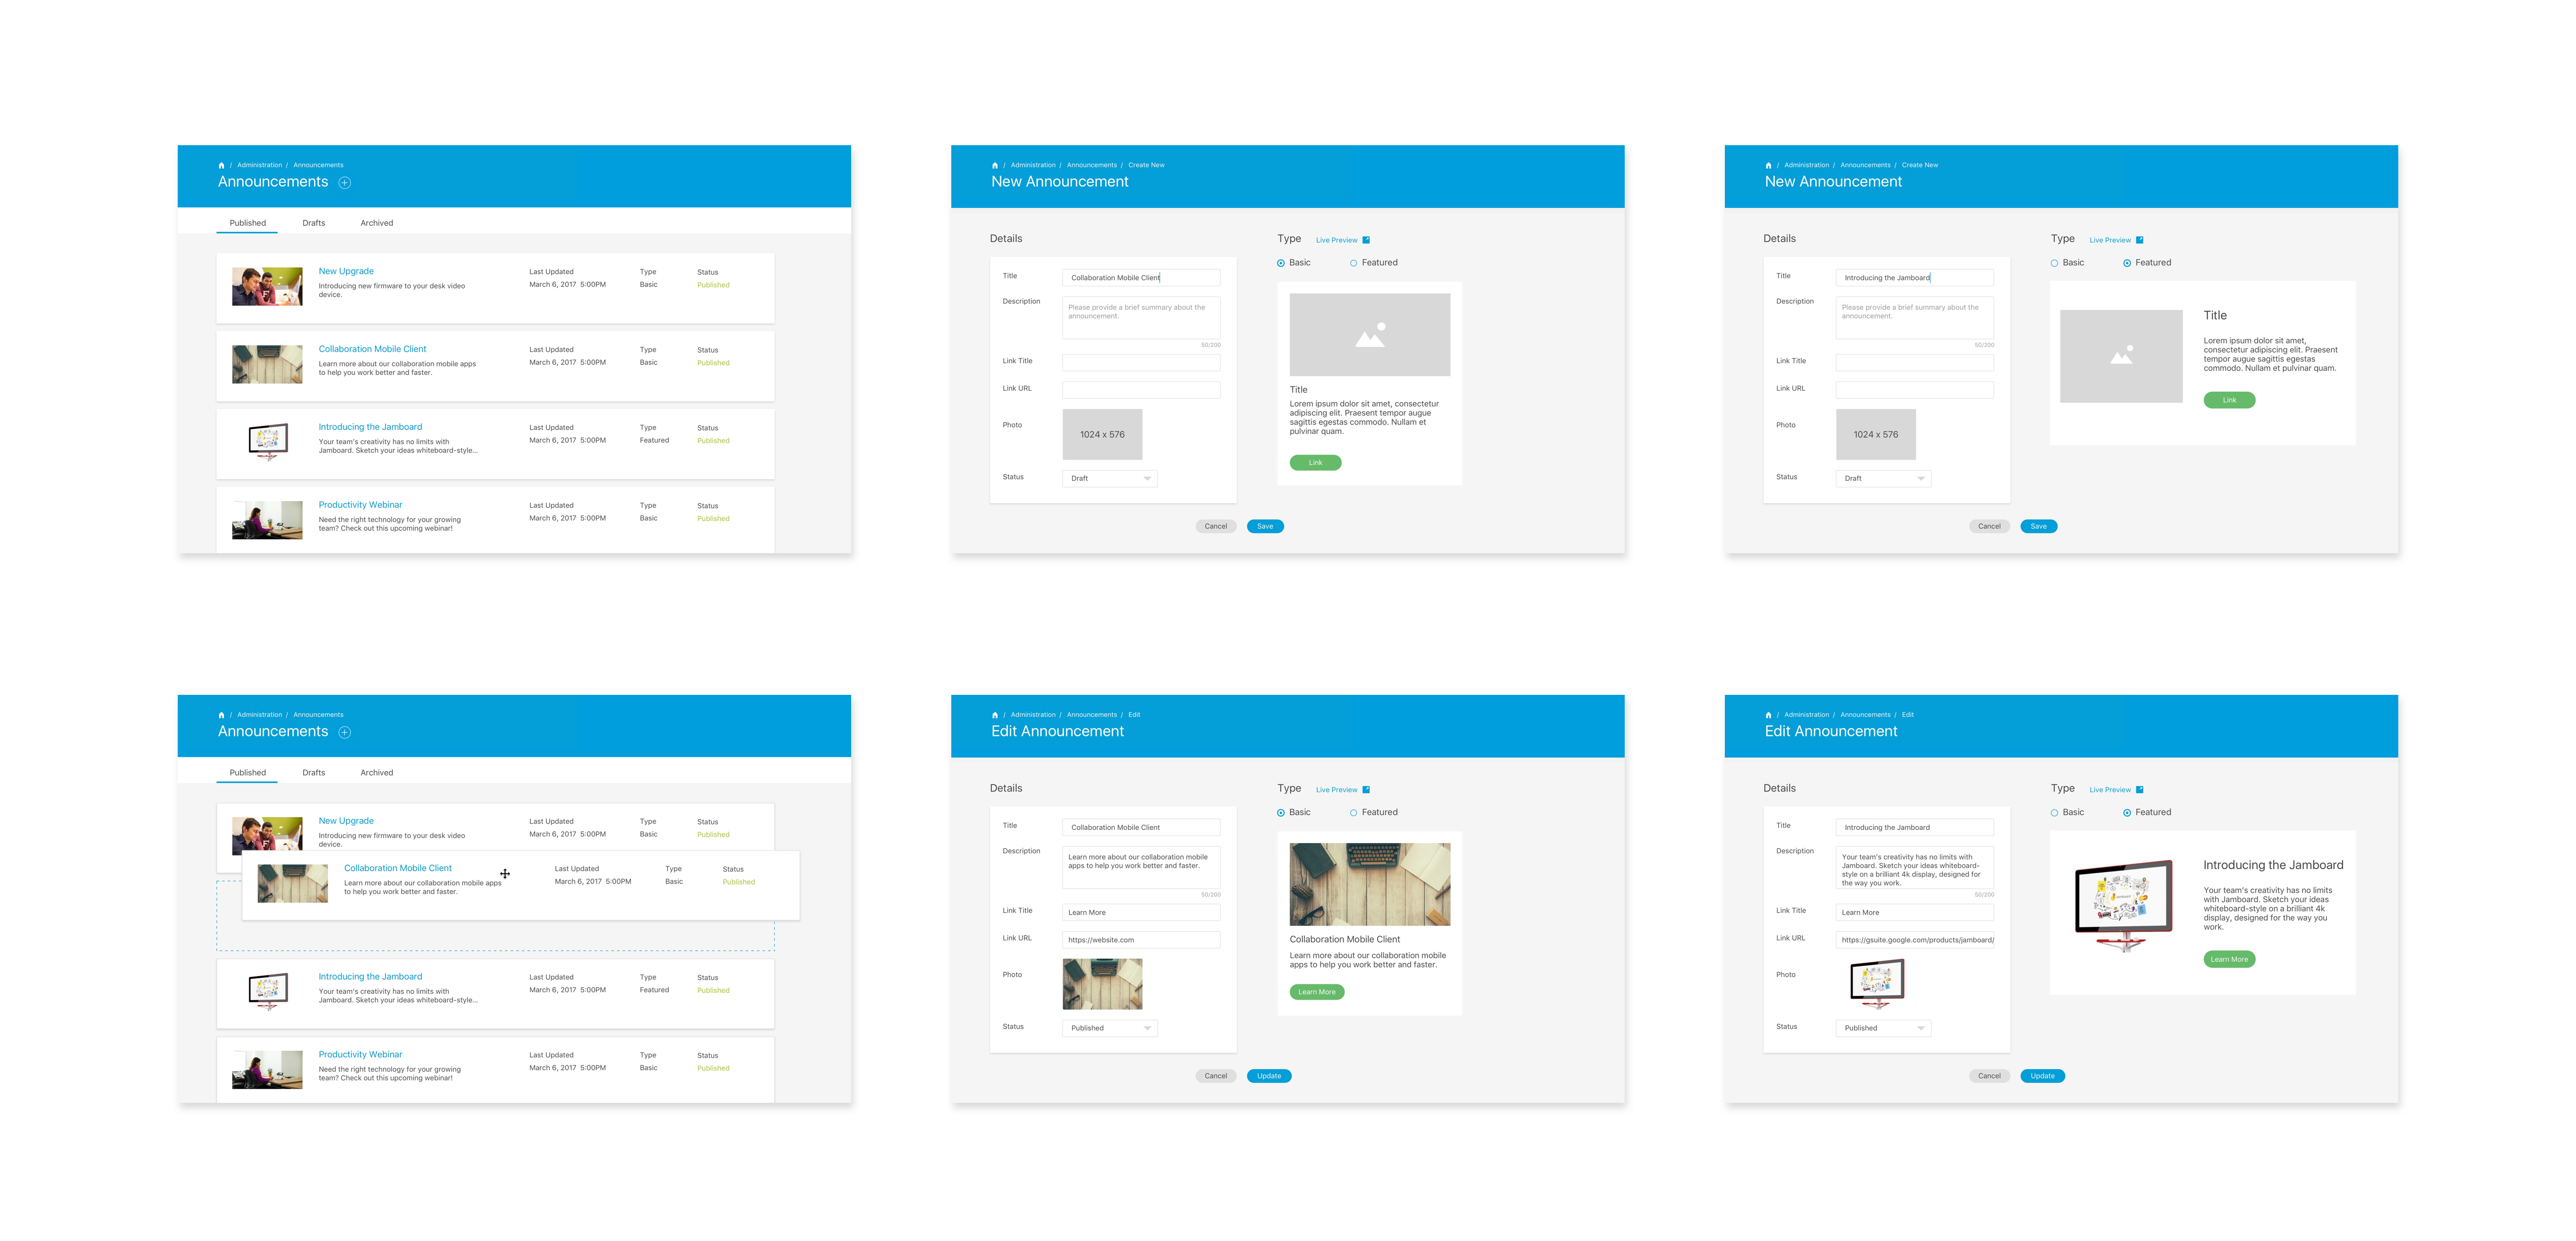 / Administration / Announcements
Announcements
Published Drafts Archived
New Upgrade
Introducing new firmware to your desk video
device.
Last Updated
March 6, 2017 5:00PM
Type
Basic
Status
Published
Collaboration Mobile Client
Learn more about our collaboration mobile apps
to help you work better and faster.
Last Updated
March 6, 2017 5:00PM
Type
Basic
Status
Published
Introducing the Jamboard
Your team's creativity has no limits with
Jamboard. Sketch your ideas whiteboard-style...
Last Updated
March 6, 2017 5:00PM
Type
Featured
Status
Published
Productivity Webinar
Need the right technology for your growing
team? Check out this upcoming webinar!
Last Updated
March 6, 2017 5:00PM
Type
Basic
Status
Published
/ Administration / Announcements / Create New
New Announcement
Details
Title
Collaboration Mobile Client
Description
Please provide a brief summary about the
announcement.
50/200
Link Title
Link URL
Photo
1024 x 576
Status
Draft
Type Live Preview
Basic Featured
Title
Lorem ipsum dolor sit amet, consectetur
adipiscing elit. Praesent tempor augue
sagittis egestas commodo. Nullam et
pulvinar quam.
Link
Cancel Save
/ Administration / Announcements / Create New
New Announcement
Details
Title
Introducing the Jamboard
Description
Please provide a brief summary about the
announcement.
50/200
Link Title
Link URL
Photo
1024 x 576
Status
Draft
Type Live Preview
Basic Featured
Title
Lorem ipsum dolor sit amet,
consectetur adipiscing elit. Praesent
tempor augue sagittis egestas
commodo. Nullam et pulvinar quam.
Link
Cancel Save
/ Administration / Announcements
Announcements
Published Drafts Archived
New Upgrade
Introducing new firmware to your desk video
device.
Last Updated
March 6, 2017 5:00PM
Type
Basic
Status
Published
Collaboration Mobile Client
Learn more about our collaboration mobile apps
to help you work better and faster.
Last Updated
March 6, 2017 5:00PM
Type
Basic
Status
Published
Introducing the Jamboard
Your team's creativity has no limits with
Jamboard. Sketch your ideas whiteboard-style...
Last Updated
March 6, 2017 5:00PM
Type
Featured
Status
Published
Productivity Webinar
Need the right technology for your growing
team? Check out this upcoming webinar!
Last Updated
March 6, 2017 5:00PM
Type
Basic
Status
Published
/ Administration / Announcements / Edit
Edit Announcement
Details
Title
Collaboration Mobile Client
Description
Learn more about our collaboration mobile
apps to help you work better and faster.
50/200
Link Title
Learn More
Link URL
https://website.com
Photo
Status
Published
Type Live Preview
Basic Featured
Collaboration Mobile Client
Learn more about our collaboration mobile
apps to help you work better and faster.
Learn More
Cancel Update
/ Administration / Announcements / Edit
Edit Announcement
Details
Title
Introducing the Jamboard
Description
Your team's creativity has no limits with
Jamboard. Sketch your ideas whiteboard-
style on a brilliant 4k display, designed for
the way you work.
50/200
Link Title
Learn More
Link URL
https://gsuite.google.com/products/jamboard/
Photo
Status
Published
Type Live Preview
Basic Featured
Introducing the Jamboard
Your team's creativity has no limits
with Jamboard. Sketch your ideas
whiteboard-style on a brilliant 4k
display, designed for the way you
work.
Learn More
Cancel Update